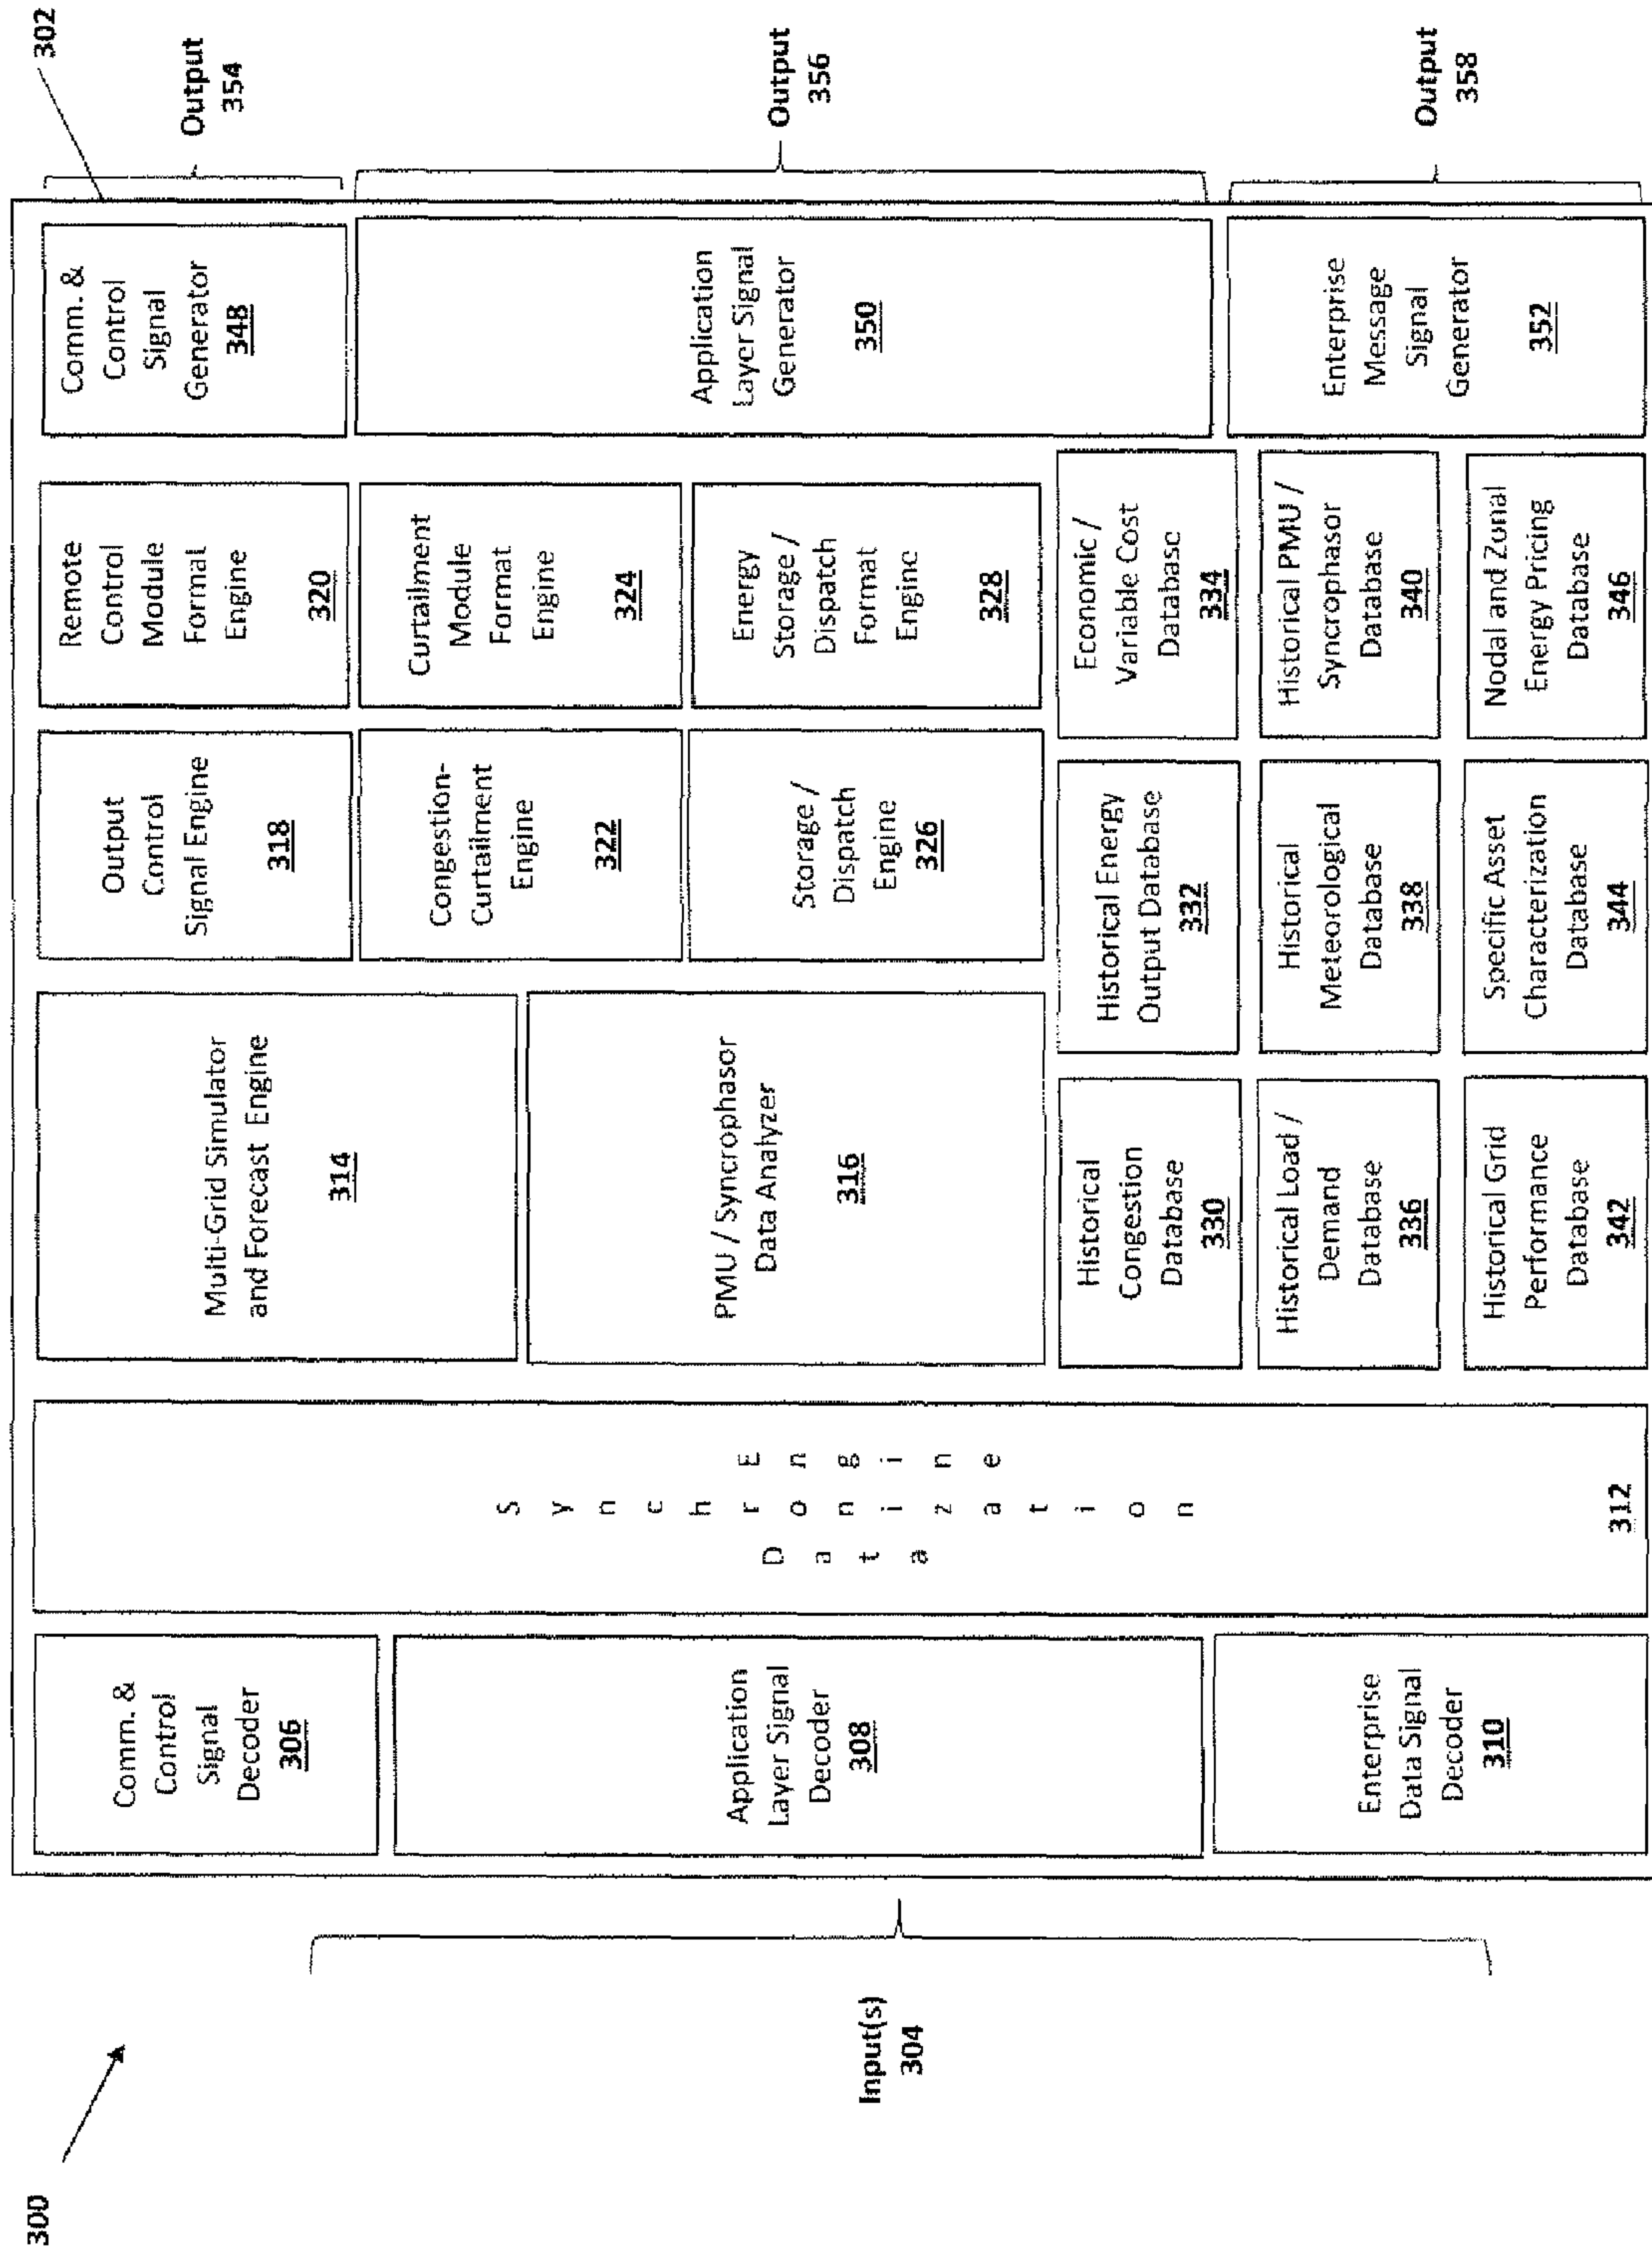 300
302
Input(s)
304
Comm. &
Control
Signal
Decoder
306
Application
Layer Signal
Decoder
308
Enterprise
Data Signal
Decoder
310
Data
Synchronization
Engine
312
Multi-Grid Simulator
and Forecast Engine
314
PMU / Syncrophasor
Data Analyzer
316
Output
Control
Signal Engine
318
Remote
Control
Module
Format
Engine
320
Congestion-
Curtailment
Engine
322
Curtailment
Module
Format
Engine
324
Storage /
Dispatch
Engine
326
Energy
Storage /
Dispatch
Format
Engine
328
Historical
Congestion
Database
330
Historical Energy
Output Database
332
Economic /
Variable Cost
Database
334
Historical Load /
Demand
Database
336
Historical
Meteorological
Database
338
Historical PMU /
Syncrophasor
Database
340
Historical Grid
Performance
Database
342
Specific Asset
Characterization
Database
344
Nodal and Zonal
Energy Pricing
Database
346
Comm. &
Control
Signal
Generator
348
Application
Layer Signal
Generator
350
Enterprise
Message
Signal
Generator
352
Output
354
Output
356
Output
358